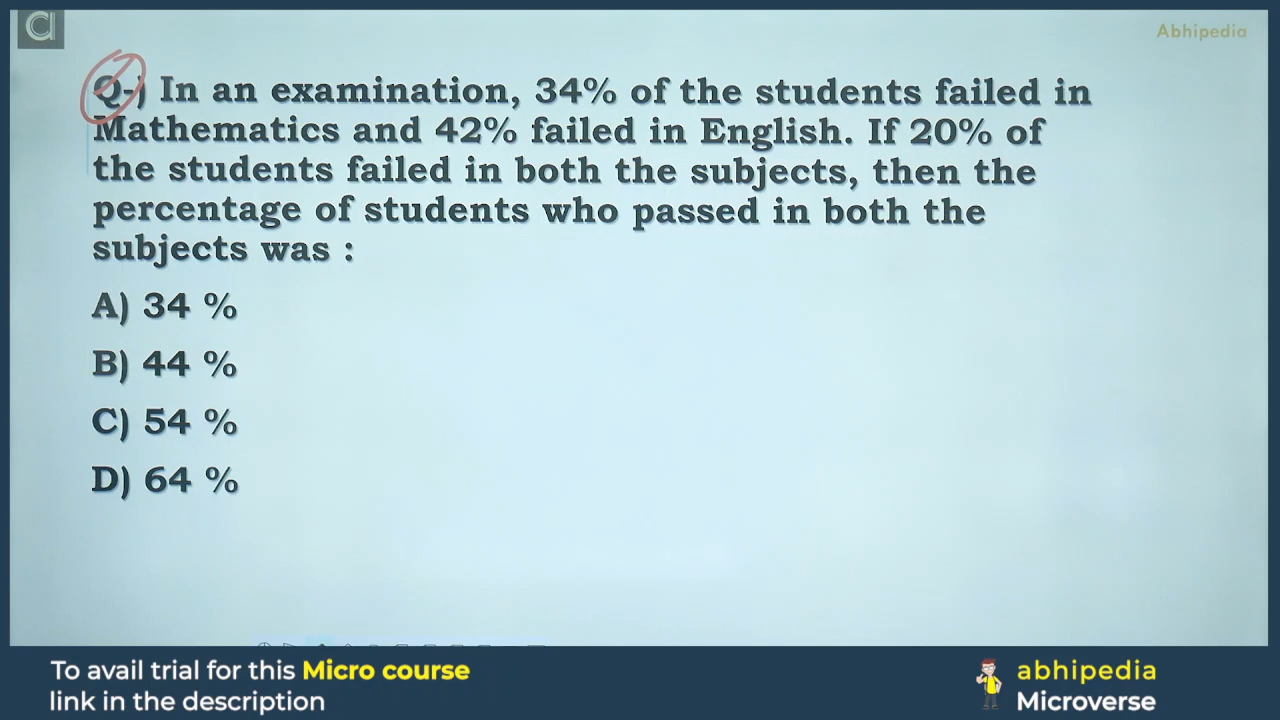 a
Abhipedia
Q-) In an examination, 34% of the students failed in
Mathematics and 42% failed in English. If 20% of
the students failed in both the subjects, then the
percentage of students who passed in both the
subjects was :
A) 34 %
B) 44 %
C) 54 %
D) 64 %
To avail trial for this Micro course
link in the description
abhipedia
Microverse